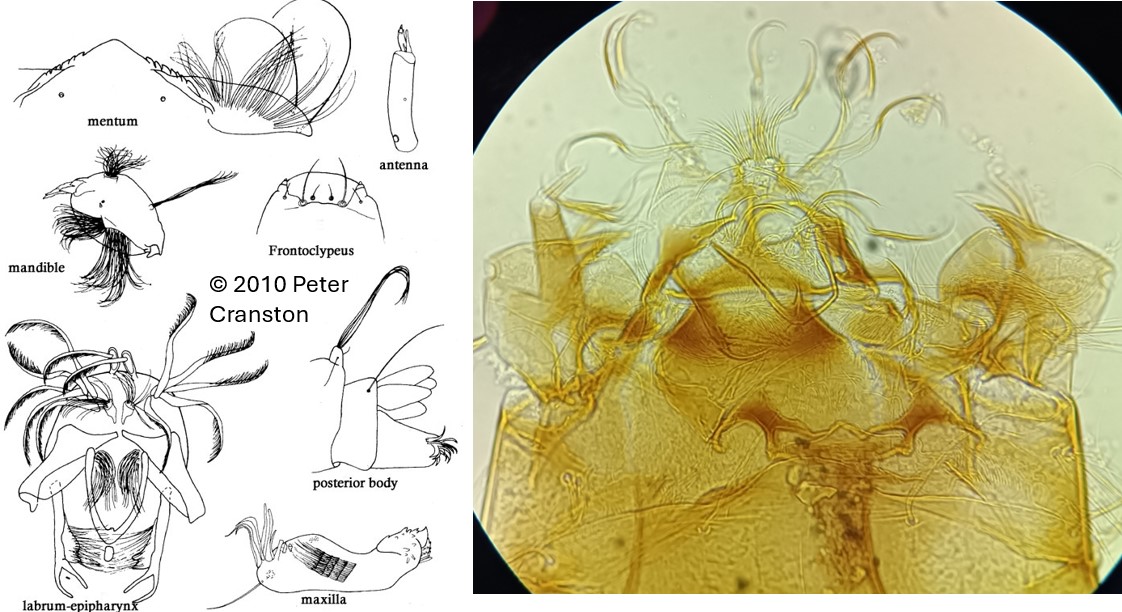 mentum
antenna
mandible
Frontoclypeus
© 2010 Peter
Cranston
posterior body
labrum-epipharynx
maxilla